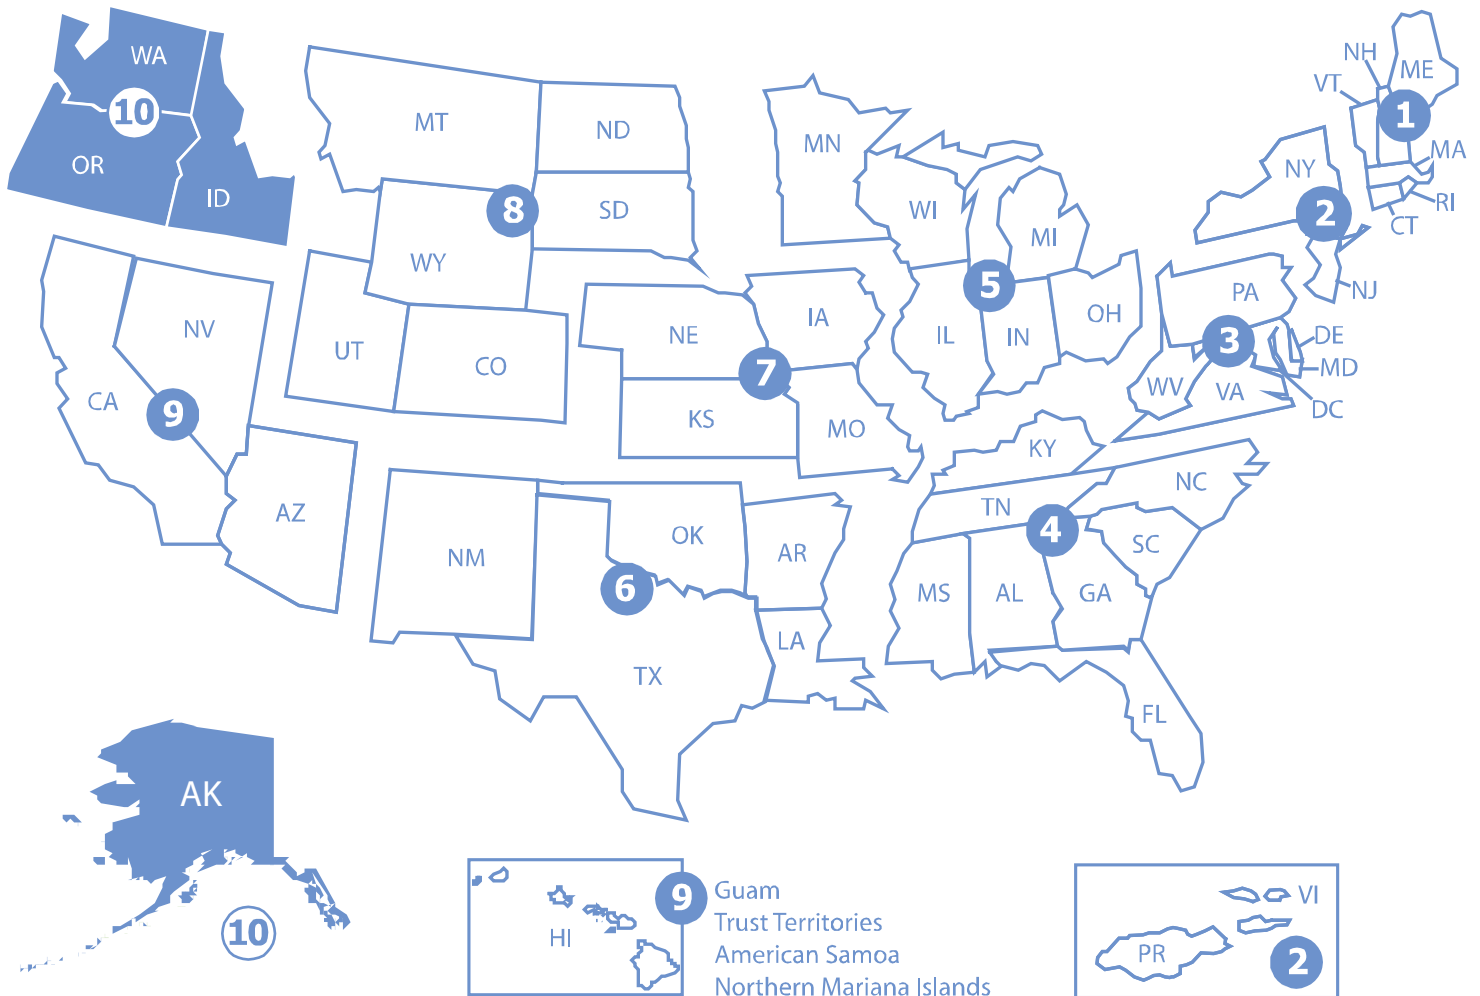 WA
10
OR
ID
MT
ND
8
SD
WY
MN
WI
MI
5
IL
IN
OH
NH
ME
VT
1
MA
NY
2
RI
CT
NJ
PA
3
DE
MD
WV
VA
DC
NV
CA
9
UT
CO
AZ
NE
IA
7
KS
MO
KY
TN
NC
4
SC
MS
AL
GA
FL
NM
OK
AR
6
LA
TX
AK
10
HI
9
Guam
Trust Territories
American Samoa
Northern Mariana Islands
VI
PR
2